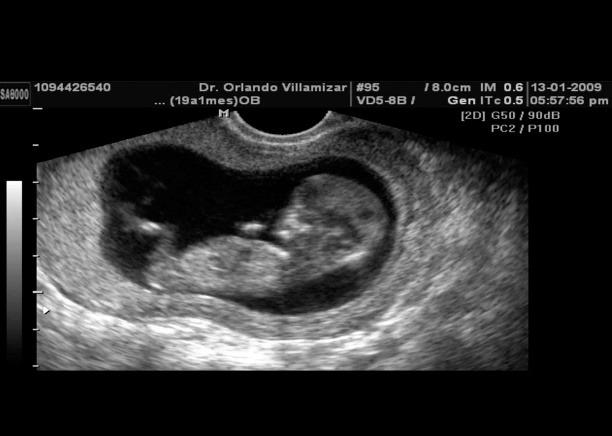 SA8000
1094426540 Dr. Orlando Villamizar #95 / 8.0cm IM 0.6 13-01-2009
... (19a1mes)OB VD5-8B / Gen ITc 0.5 05:57:56 pm
[2D] G50 / 90dB
PC2 / P100
M